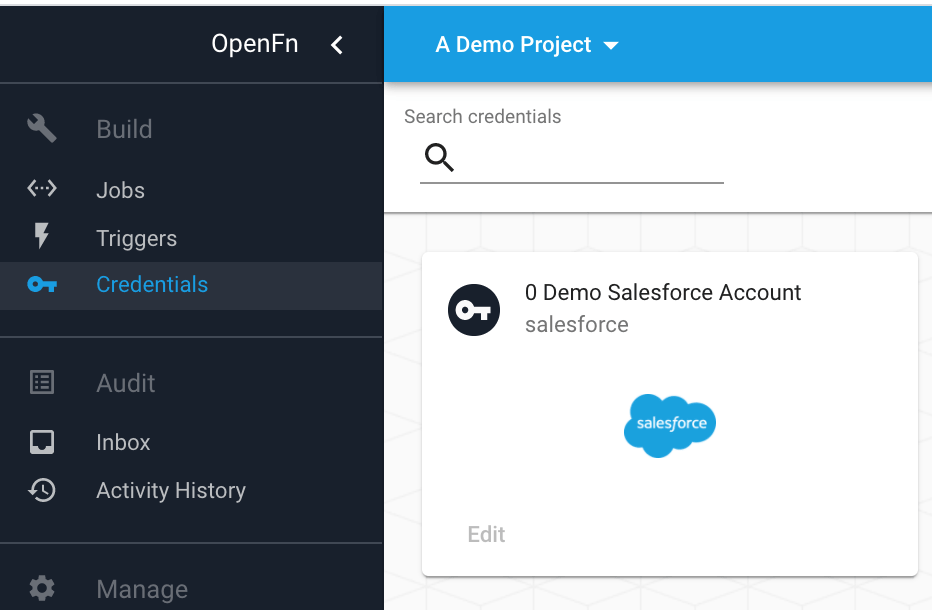 OpenFn
Build
Jobs
Triggers
Credentials
Audit
Inbox
Activity History
Manage
A Demo Project
Search credentials
0 Demo Salesforce Account
salesforce
salesforce
Edit